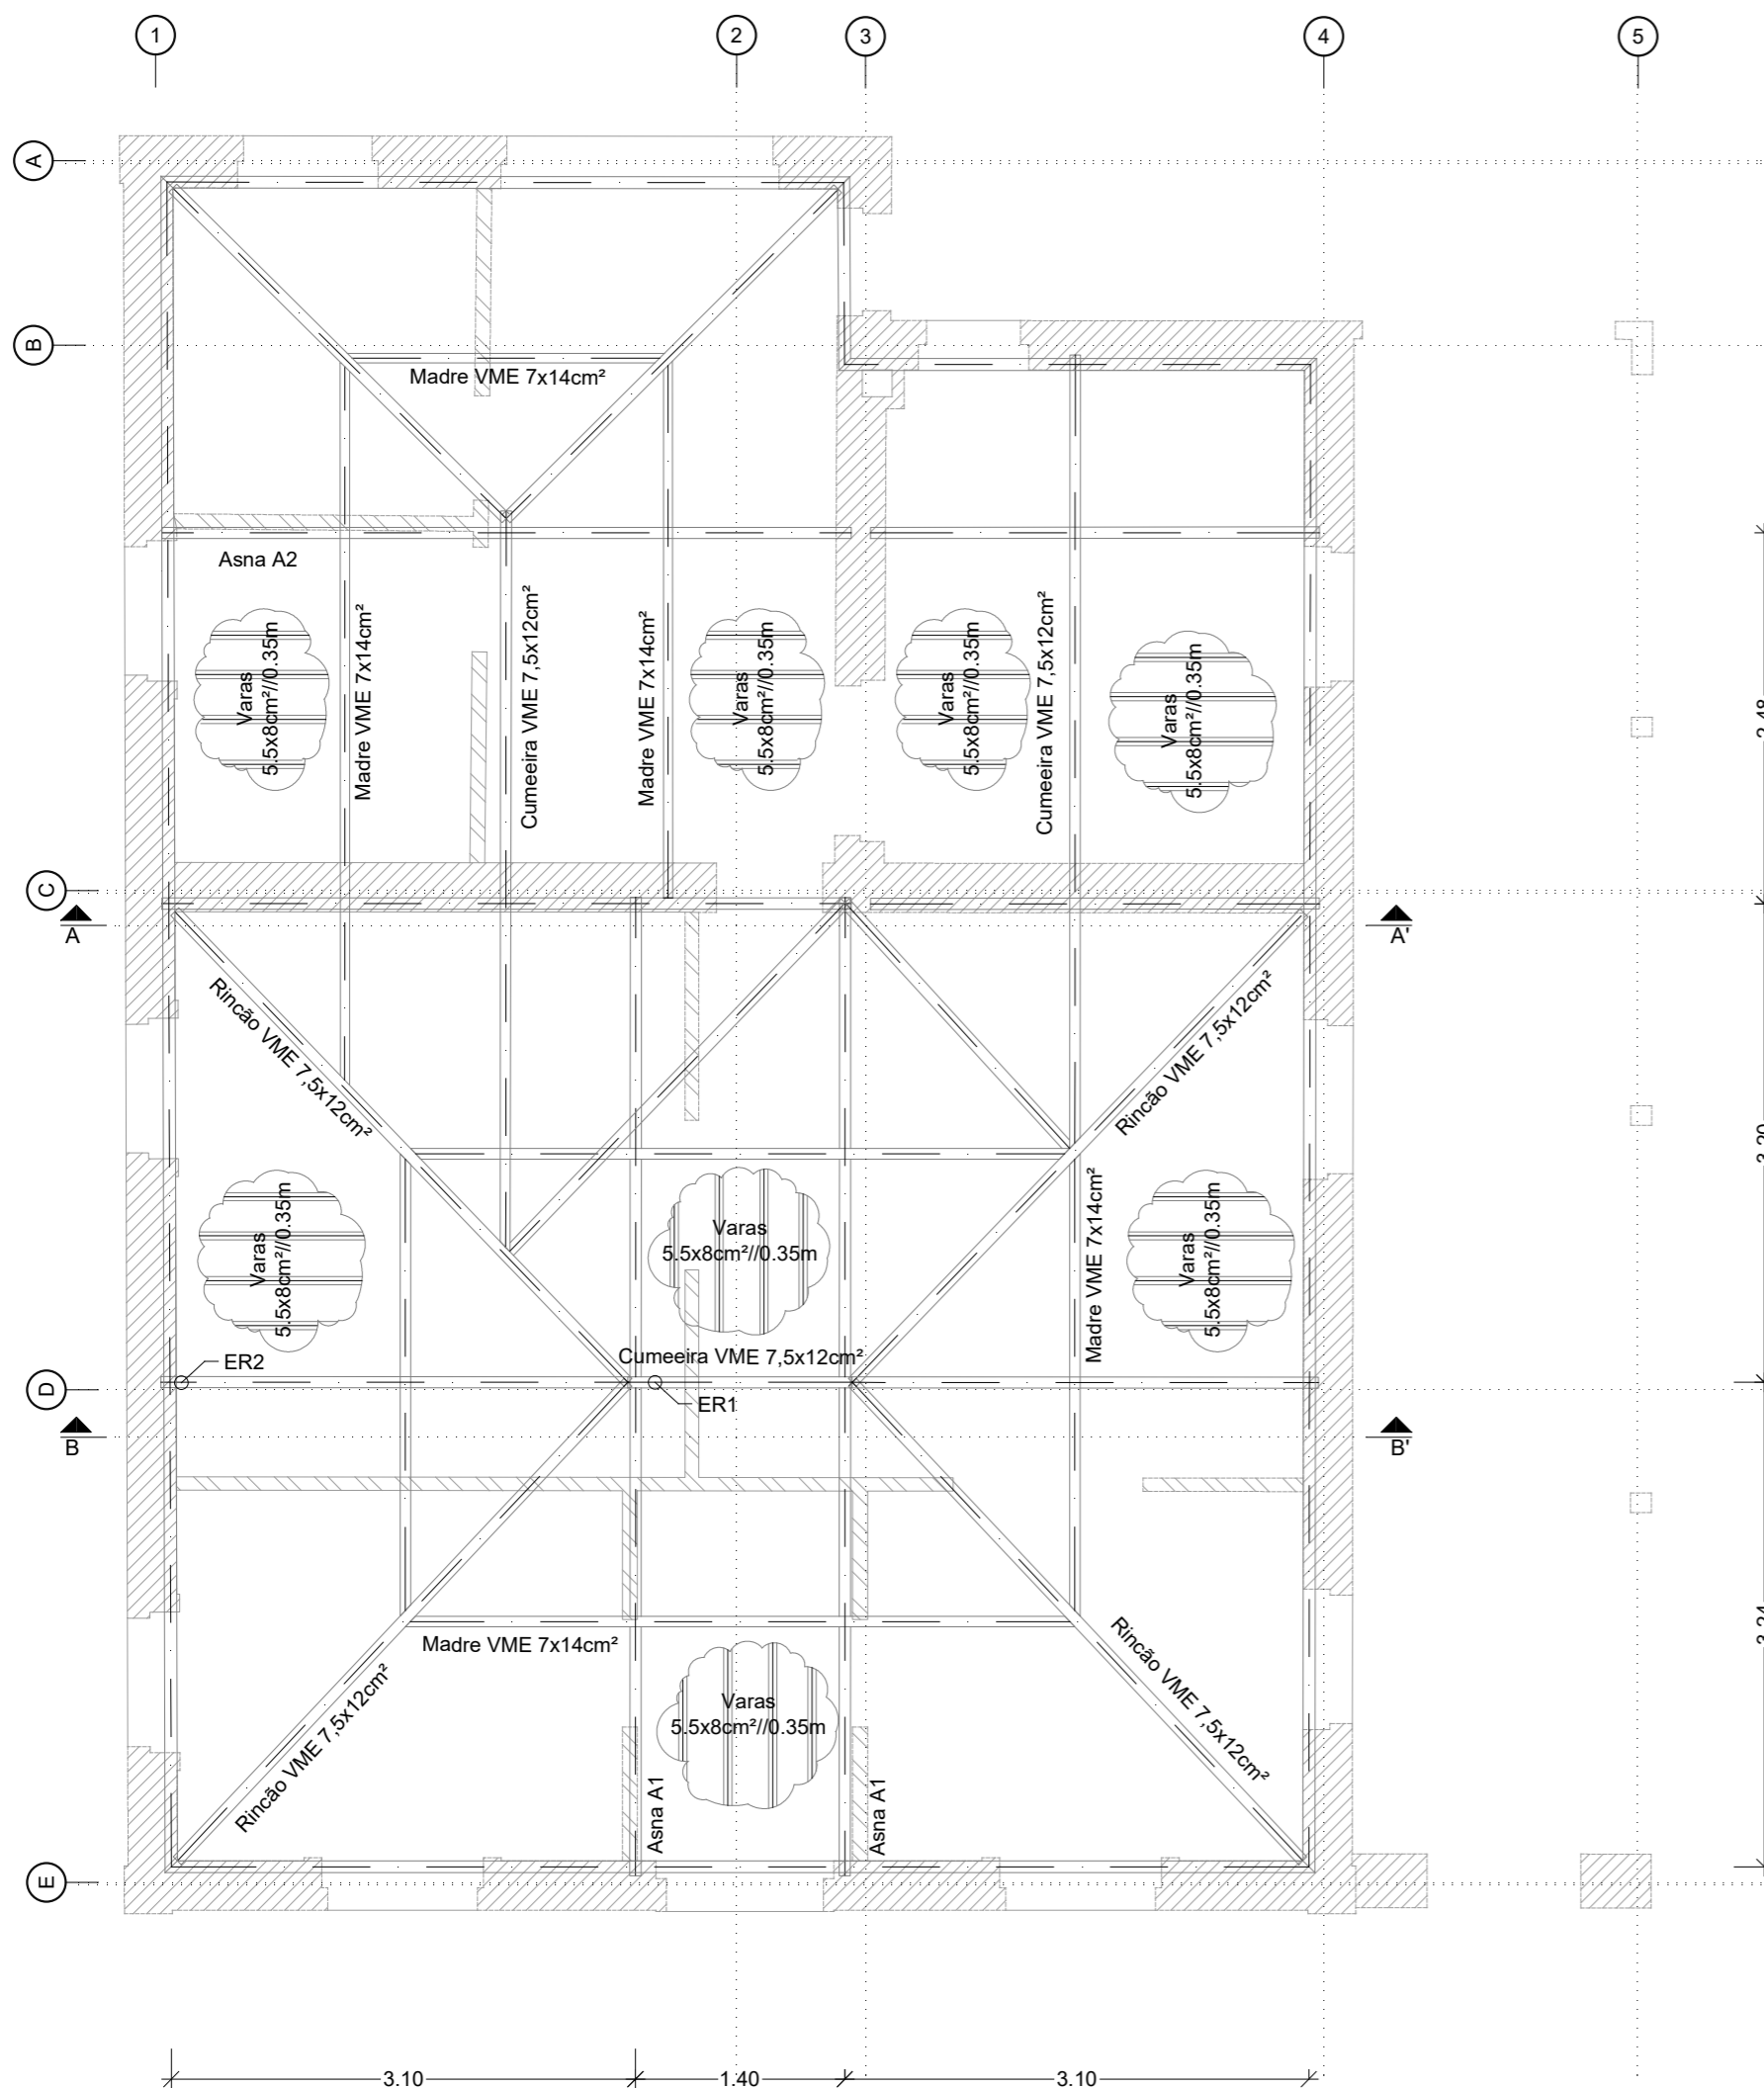 1
2
3
4
5
A
B
Madre VME 7x14cm²
Asna A2
Varas
5.5x8cm²//0.35m
Madre VME 7x14cm²
Cumeeira VME 7,5x12cm²
Madre VME 7x14cm²
Varas
5.5x8cm²//0.35m
Varas
5.5x8cm²//0.35m
Cumeeira VME 7,5x12cm²
Varas
5.5x8cm²//0.35m
C
A
A'
Rincão VME 7,5x12cm²
Rincão VME 7,5x12cm²
Varas
5.5x8cm²//0.35m
Varas
5.5x8cm²//0.35m
Madre VME 7x14cm²
Varas
5.5x8cm²//0.35m
Cumeeira VME 7,5x12cm²
ER2
ER1
D
B
B'
Madre VME 7x14cm²
Rincão VME 7,5x12cm²
Varas
5.5x8cm²//0.35m
Rincão VME 7,5x12cm²
Asna A1
Asna A1
E
3.10
1.40
3.10